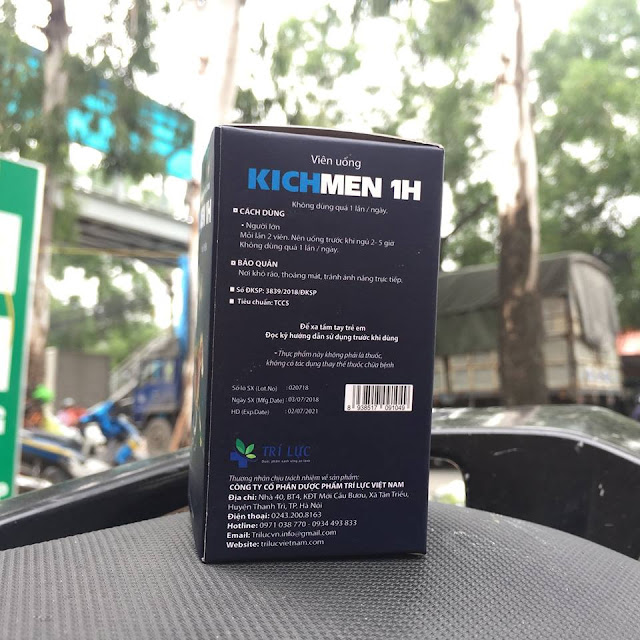 Viên uống
KICHMEN 1H
Không dùng quá 1 lần / ngày.
CÁCH DÙNG
- Người lớn
Mỗi lần 2 viên. Nên uống trước khi ngủ 2- 5 giờ
Không dùng quá 1 lần / ngày.
BẢO QUẢN
Nơi khô ráo, thoáng mát, tránh ánh nắng trực tiếp.
Số ĐKSP: 3839/2018/ĐKSP
Tiêu chuẩn: TCCS
Để xa tầm tay trẻ em
Đọc kỹ hướng dẫn sử dụng trước khi dùng
- Thực phẩm này không phải là thuốc,
không có tác dụng thay thế thuốc chữa bệnh
Số lô SX (Lot.No) : 020718
Ngày SX (Mfg.Date) : 03/07/2018
HD (Exp.Date) : 02/07/2021
8 938517 091049
TRÍ LỰC
Thương nhân chịu trách nhiệm về sản phẩm:
CÔNG TY CỔ PHẦN DƯỢC PHẨM TRÍ LỰC VIỆT NAM
Địa chỉ: Nhà 40, BT4, KĐT Mới Cầu Bươu, Xã Tân Triều,
Huyện Thanh Trì, TP. Hà Nội
Điện thoại: 0243.200.8163
Hotline: 0971 038 770 - 0934 493 833
Email: Trilucvn.info@gmail.com
Website: trilucvietnam.com
1H